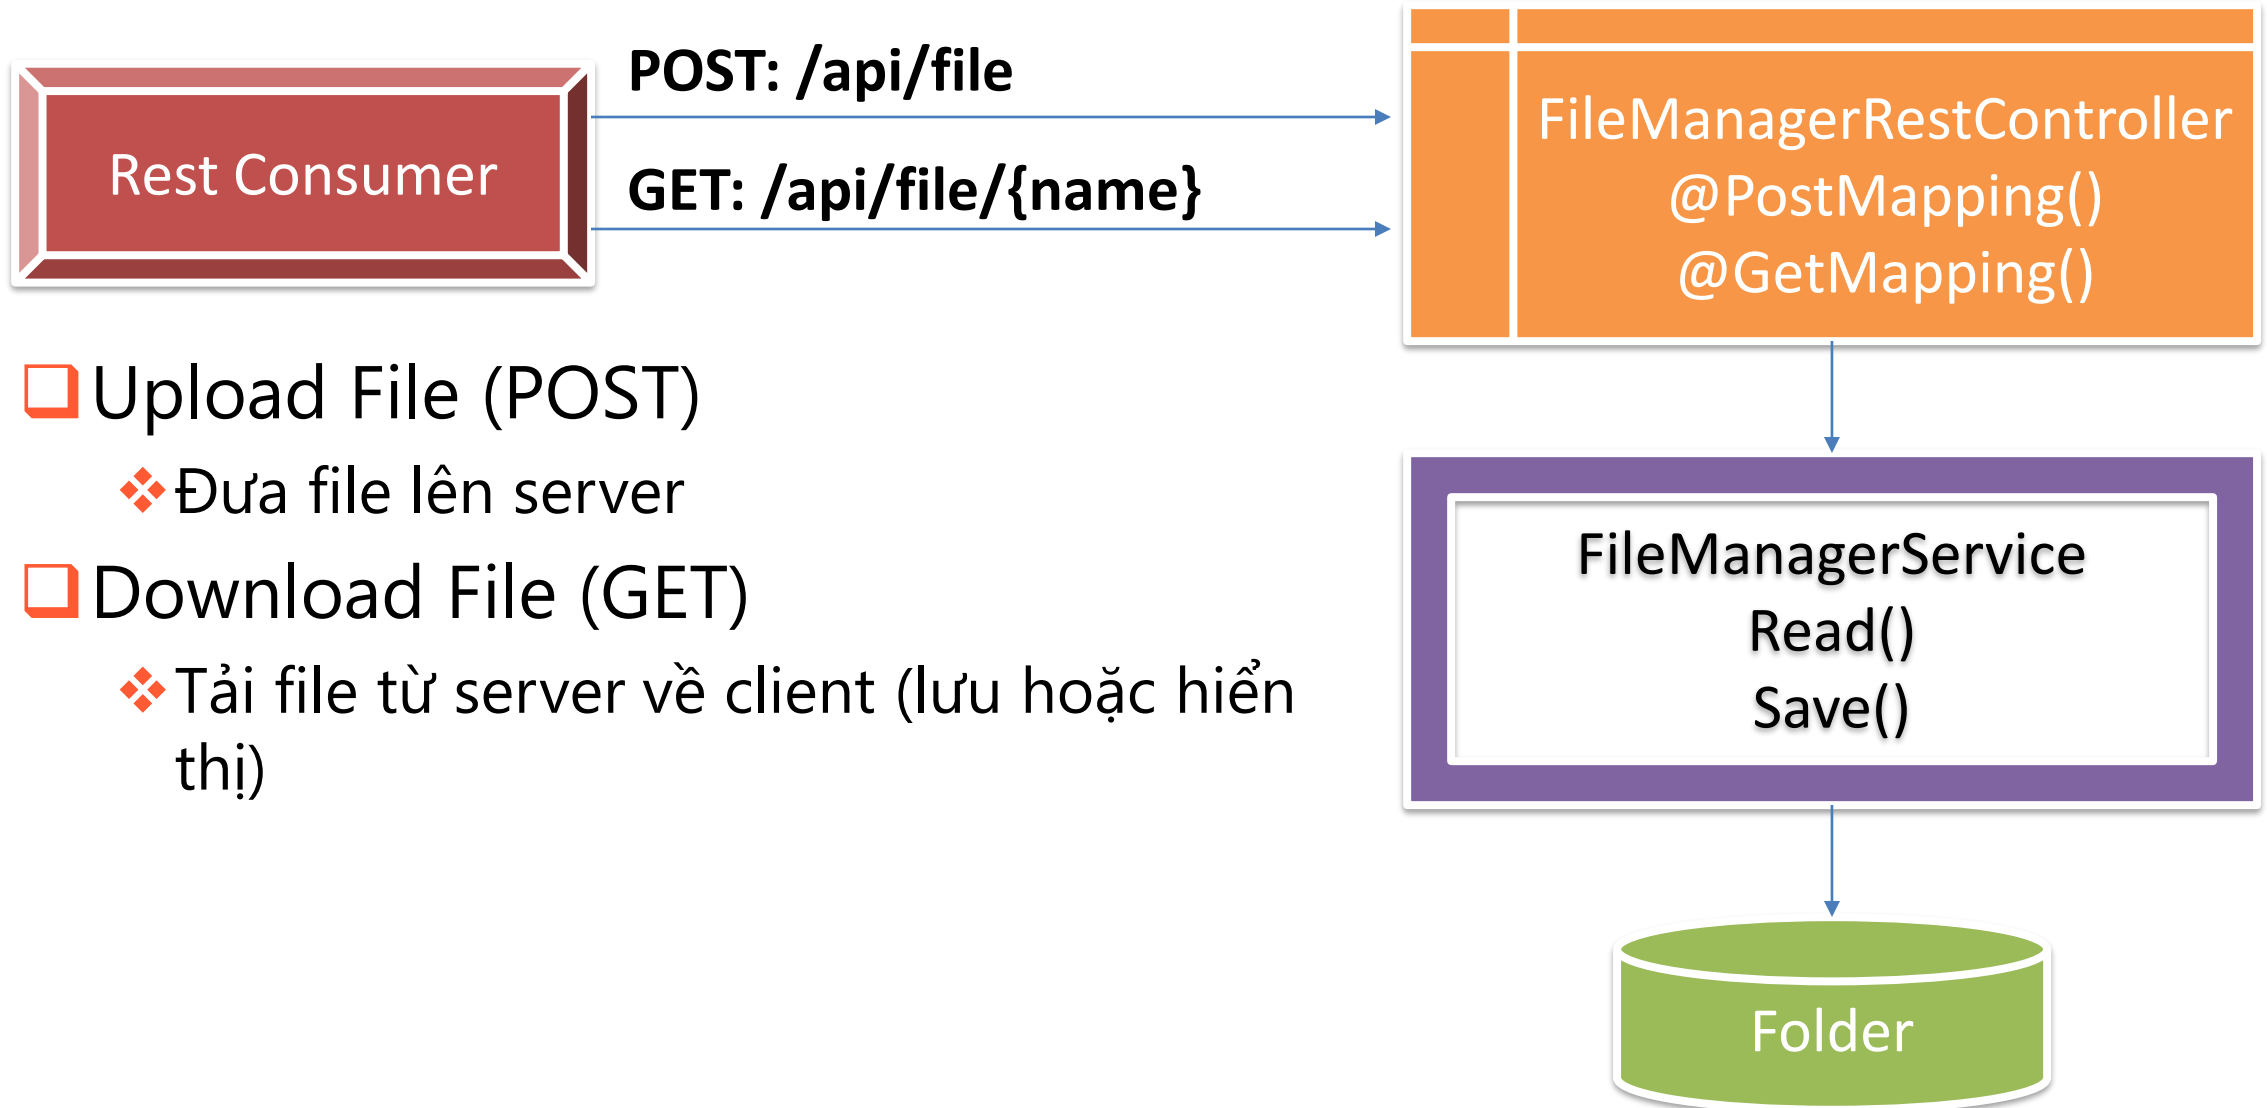 Rest Consumer
POST: /api/file
GET: /api/file/{name}
FileManagerRestController
@PostMapping()
@GetMapping()
Upload File (POST)
Đưa file lên server
Download File (GET)
Tải file từ server về client (lưu hoặc hiển
thị)
FileManagerService
Read()
Save()
Folder